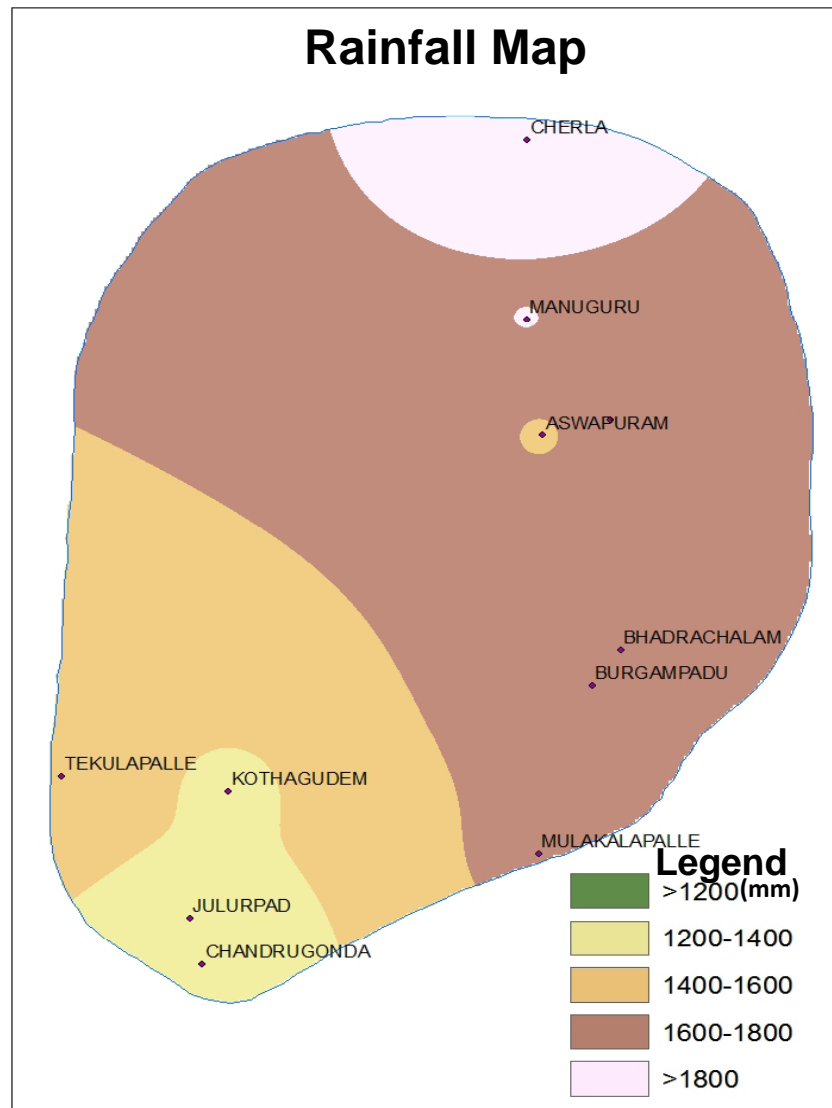 Rainfall Map
CHERLA
MANUGURU
ASWAPURAM
BHADRACHALAM
BURGAMPADU
TEKULAPALLE
KOTHAGUDEM
MULAKALAPALLE
JULURPAD
CHANDRUGONDA
Legend
>1200(mm)
1200-1400
1400-1600
1600-1800
>1800